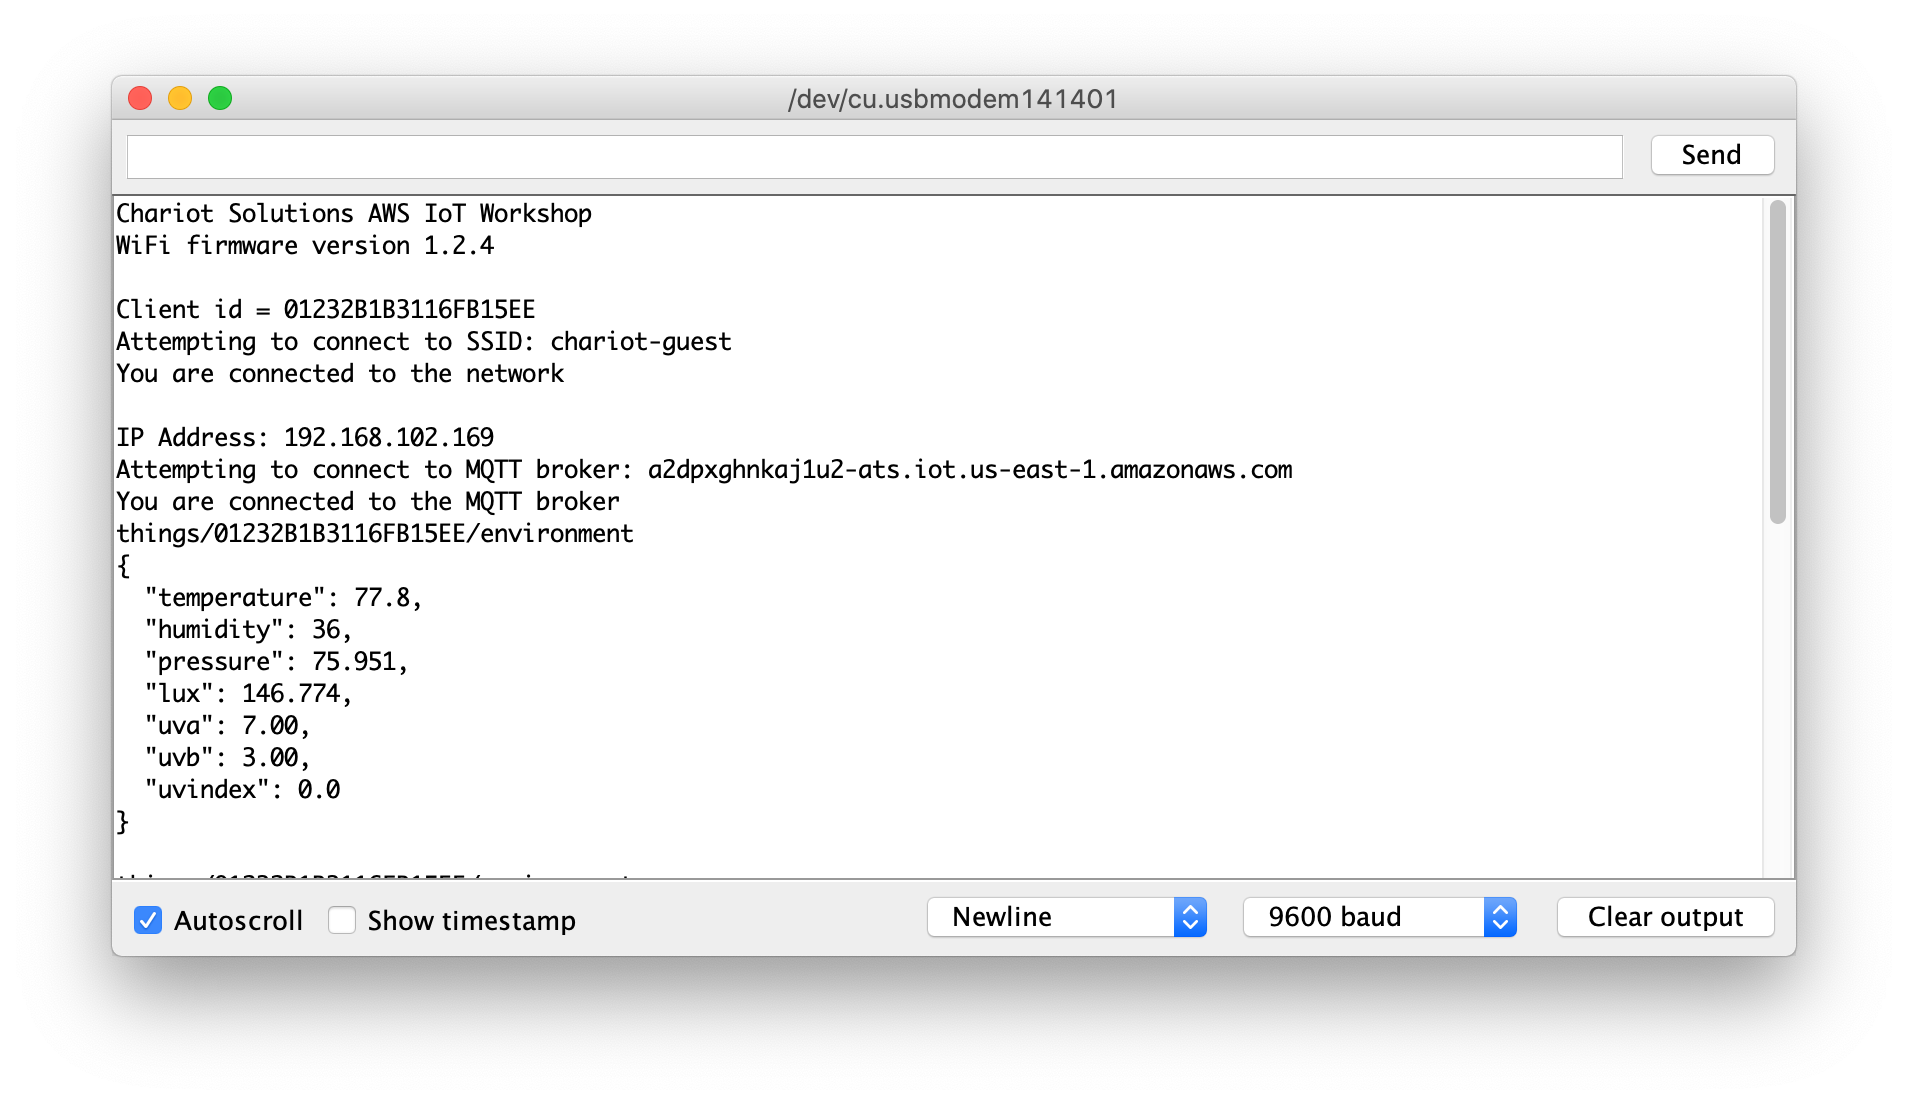 /dev/cu.usbmodem141401
Send
Chariot Solutions AWS IoT Workshop
WiFi firmware version 1.2.4
Client id = 01232B1B3116FB15EE
Attempting to connect to SSID: chariot-guest
You are connected to the network
IP Address: 192.168.102.169
Attempting to connect to MQTT broker: a2dpxghnkaj1u2-ats.iot.us-east-1.amazonaws.com
You are connected to the MQTT broker
things/01232B1B3116FB15EE/environment
{
  "temperature": 77.8,
  "humidity": 36,
  "pressure": 75.951,
  "lux": 146.774,
  "uva": 7.00,
  "uvb": 3.00,
  "uvindex": 0.0
}
Autoscroll Show timestamp Newline 9600 baud Clear output